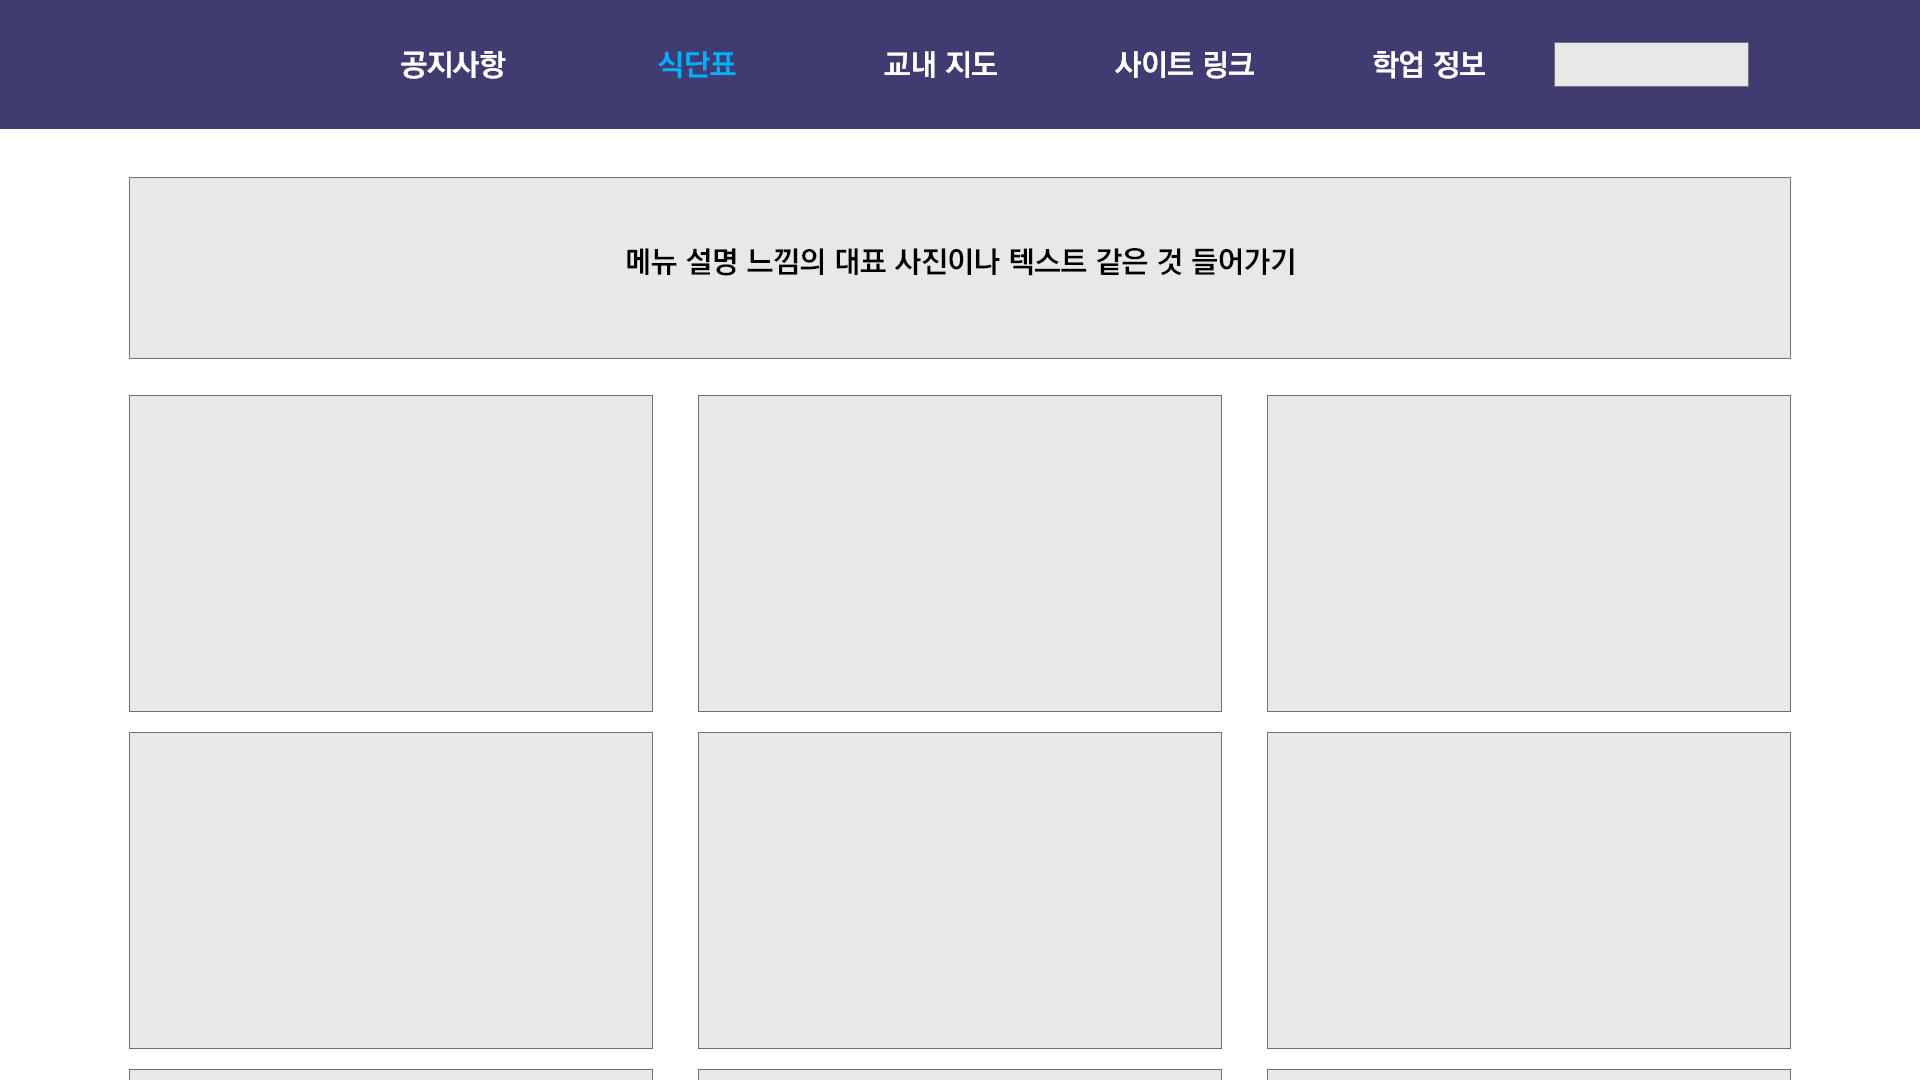 공지사항 식단표 교내 지도 사이트 링크 학업 정보
메뉴 설명 느낌의 대표 사진이나 텍스트 같은 것 들어가기